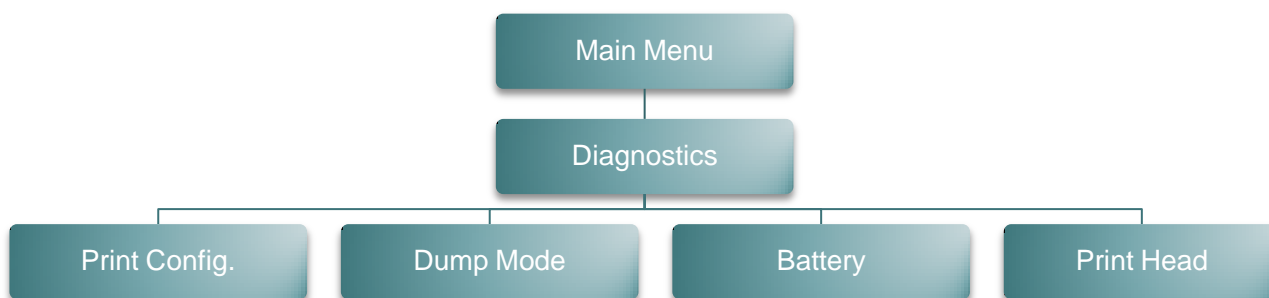 Main Menu
Diagnostics
Print Config.
Dump Mode
Battery
Print Head